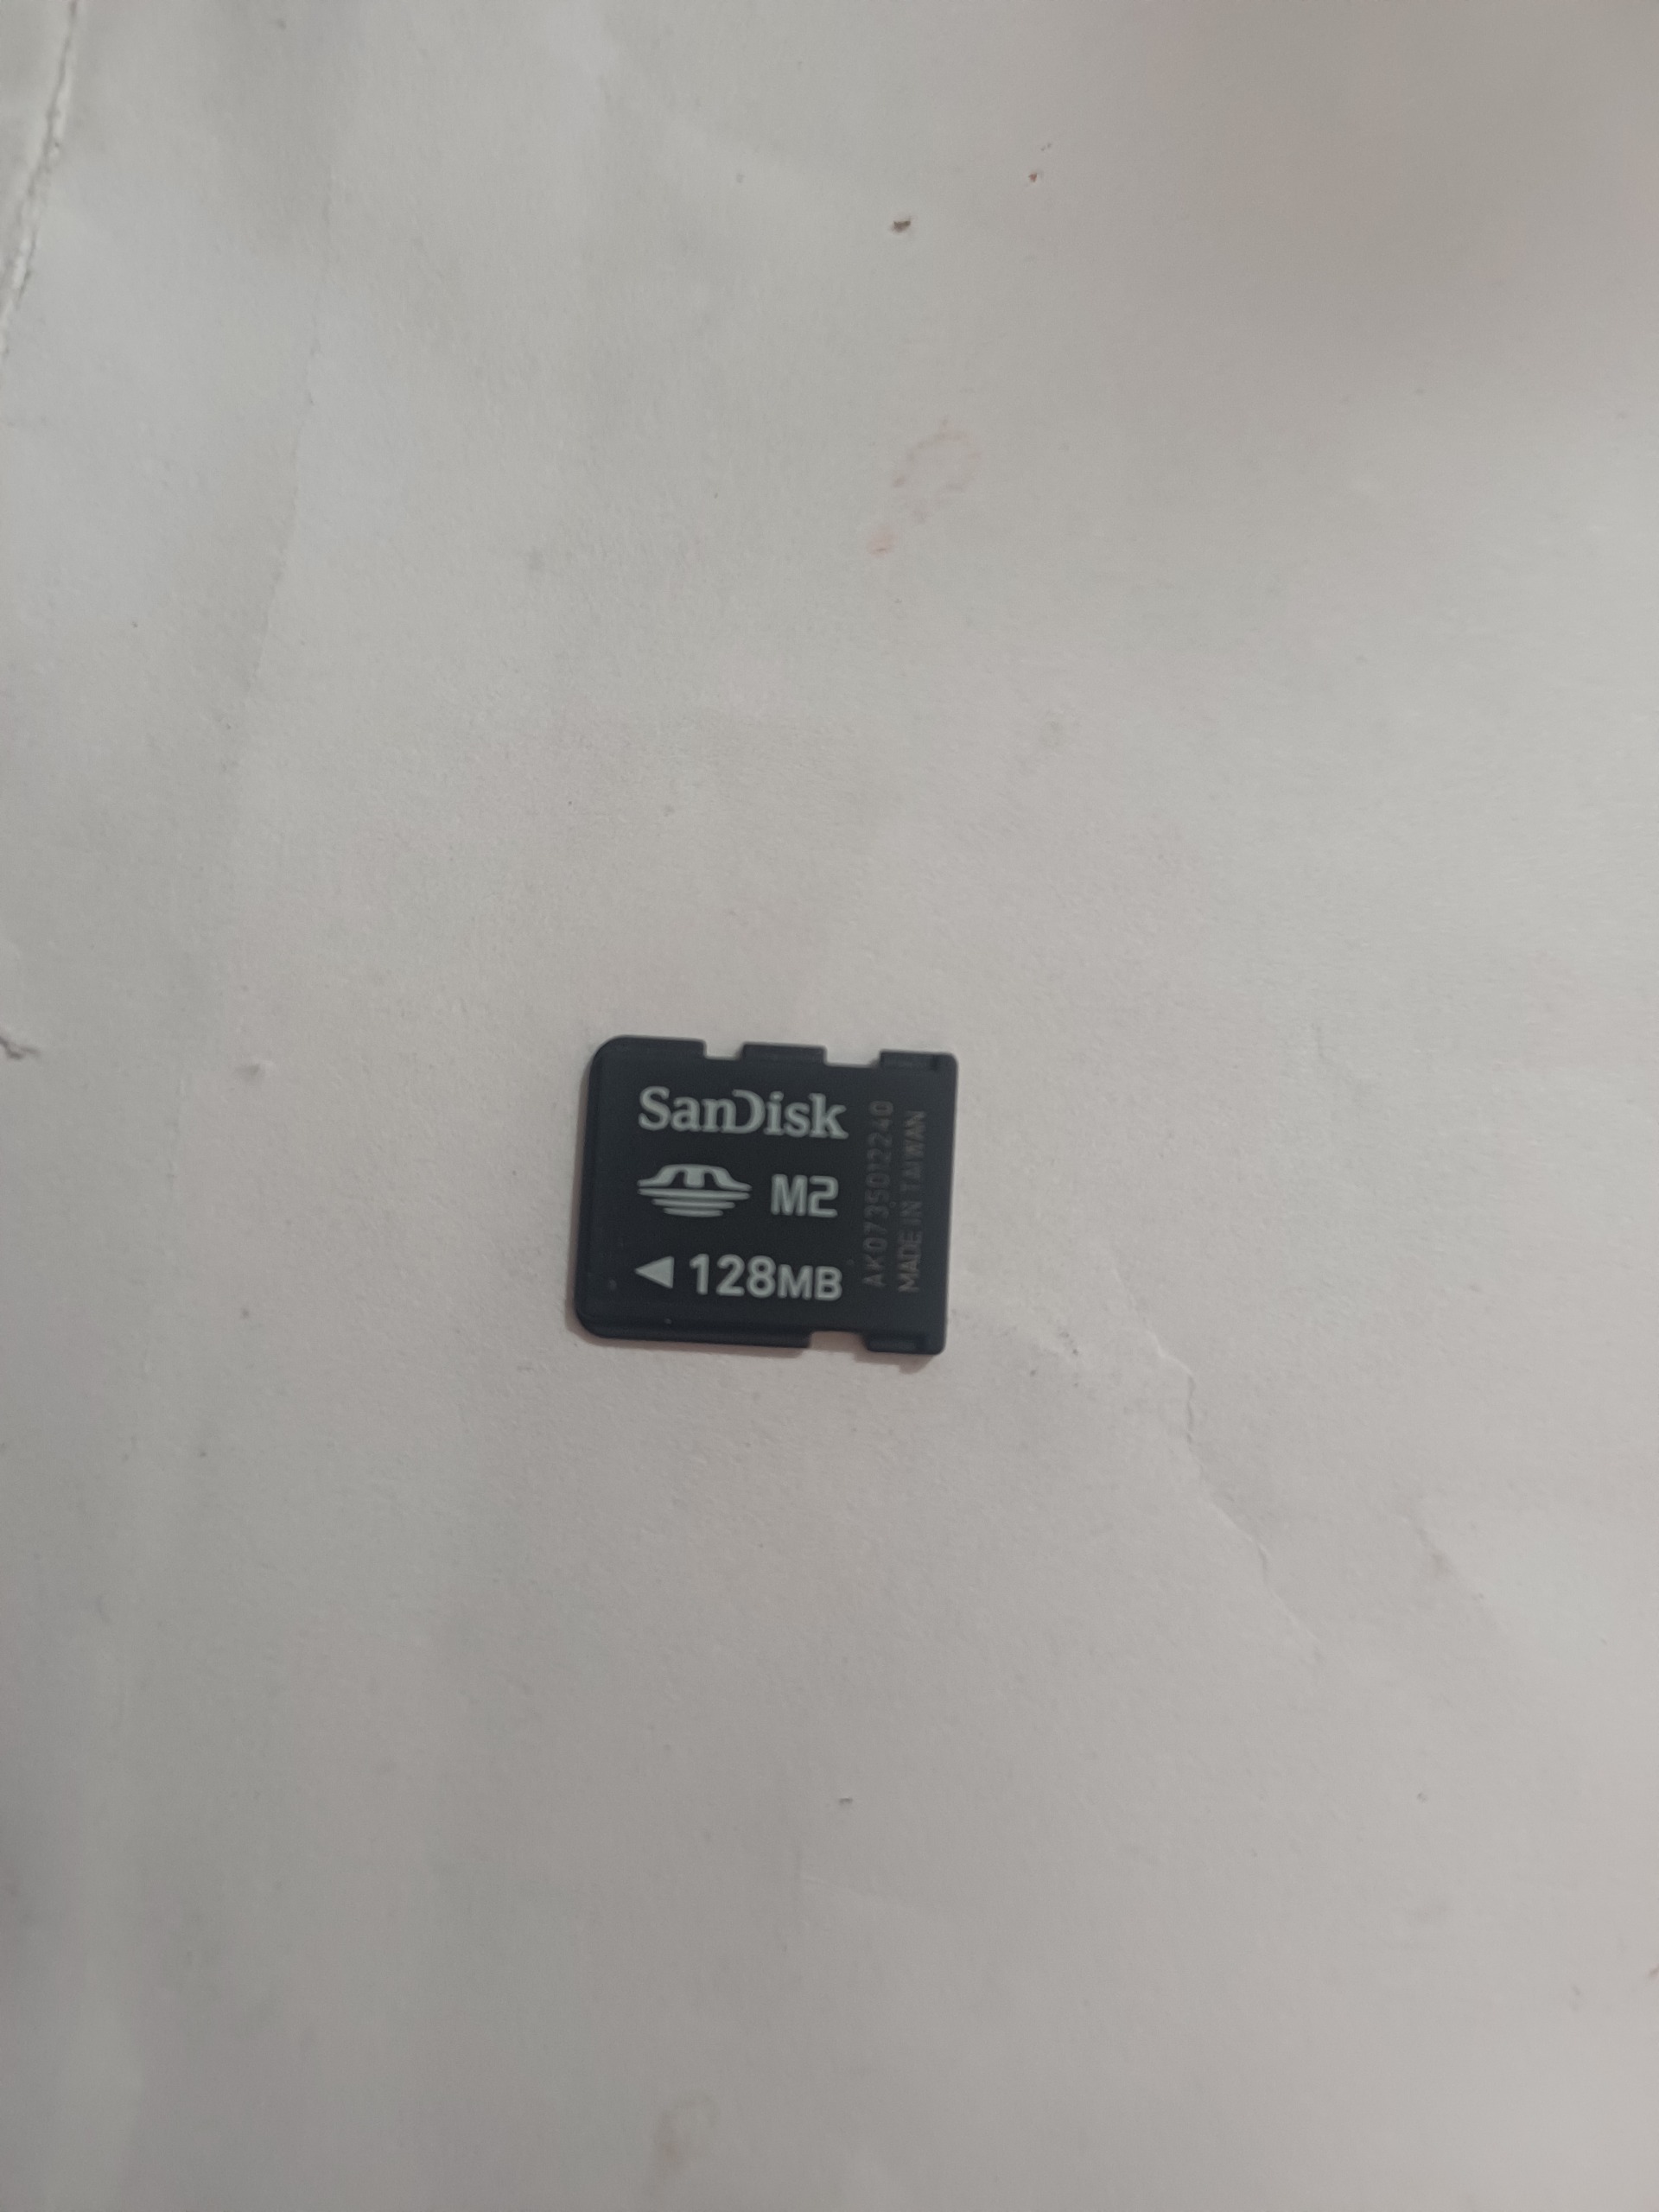 SanDisk
M2
128MB
AK0735012240
MADE IN TAIWAN